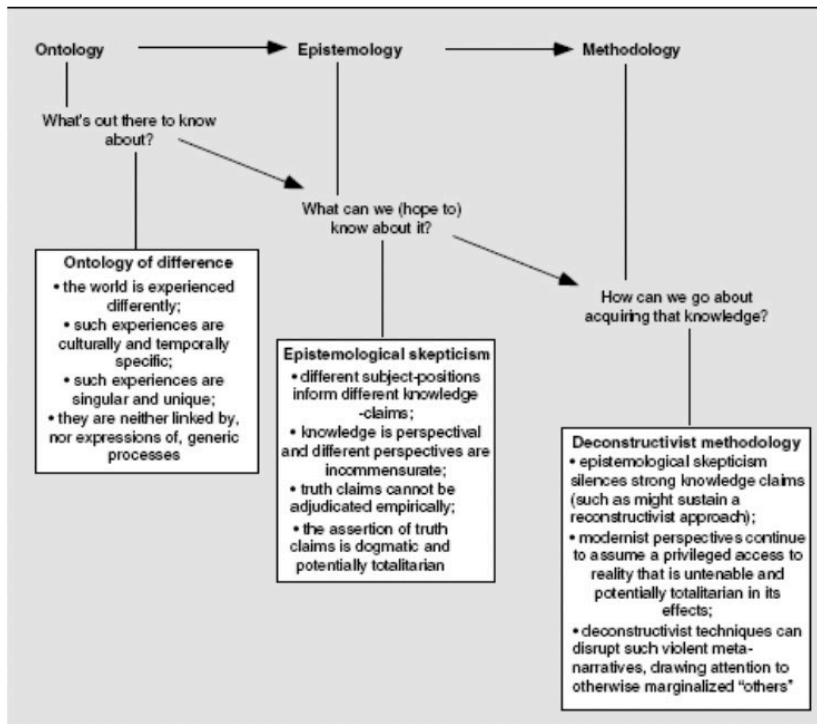 Ontology
Epistemology
Methodology
What's out there to know
about?
What can we (hope to)
know about it?
How can we go about
acquiring that knowledge?
Ontology of difference
• the world is experienced
differently;
• such experiences are
culturally and temporally
specific;
• such experiences are
singular and unique;
• they are neither linked by,
nor expressions of, generic
processes
Epistemological skepticism
• different subject-positions
inform different knowledge
-claims;
• knowledge is perspectival
and different perspectives are
incommensurate;
• truth claims cannot be
adjudicated empirically;
• the assertion of truth
claims is dogmatic and
potentially totalitarian
Deconstructivist methodology
• epistemological skepticism
silences strong knowledge claims
(such as might sustain a
reconstructivist approach);
• modernist perspectives continue
to assume a privileged access to
reality that is untenable and
potentially totalitarian in its
effects;
• deconstructivist techniques can
disrupt such violent meta-
narratives, drawing attention to
otherwise marginalized “others”